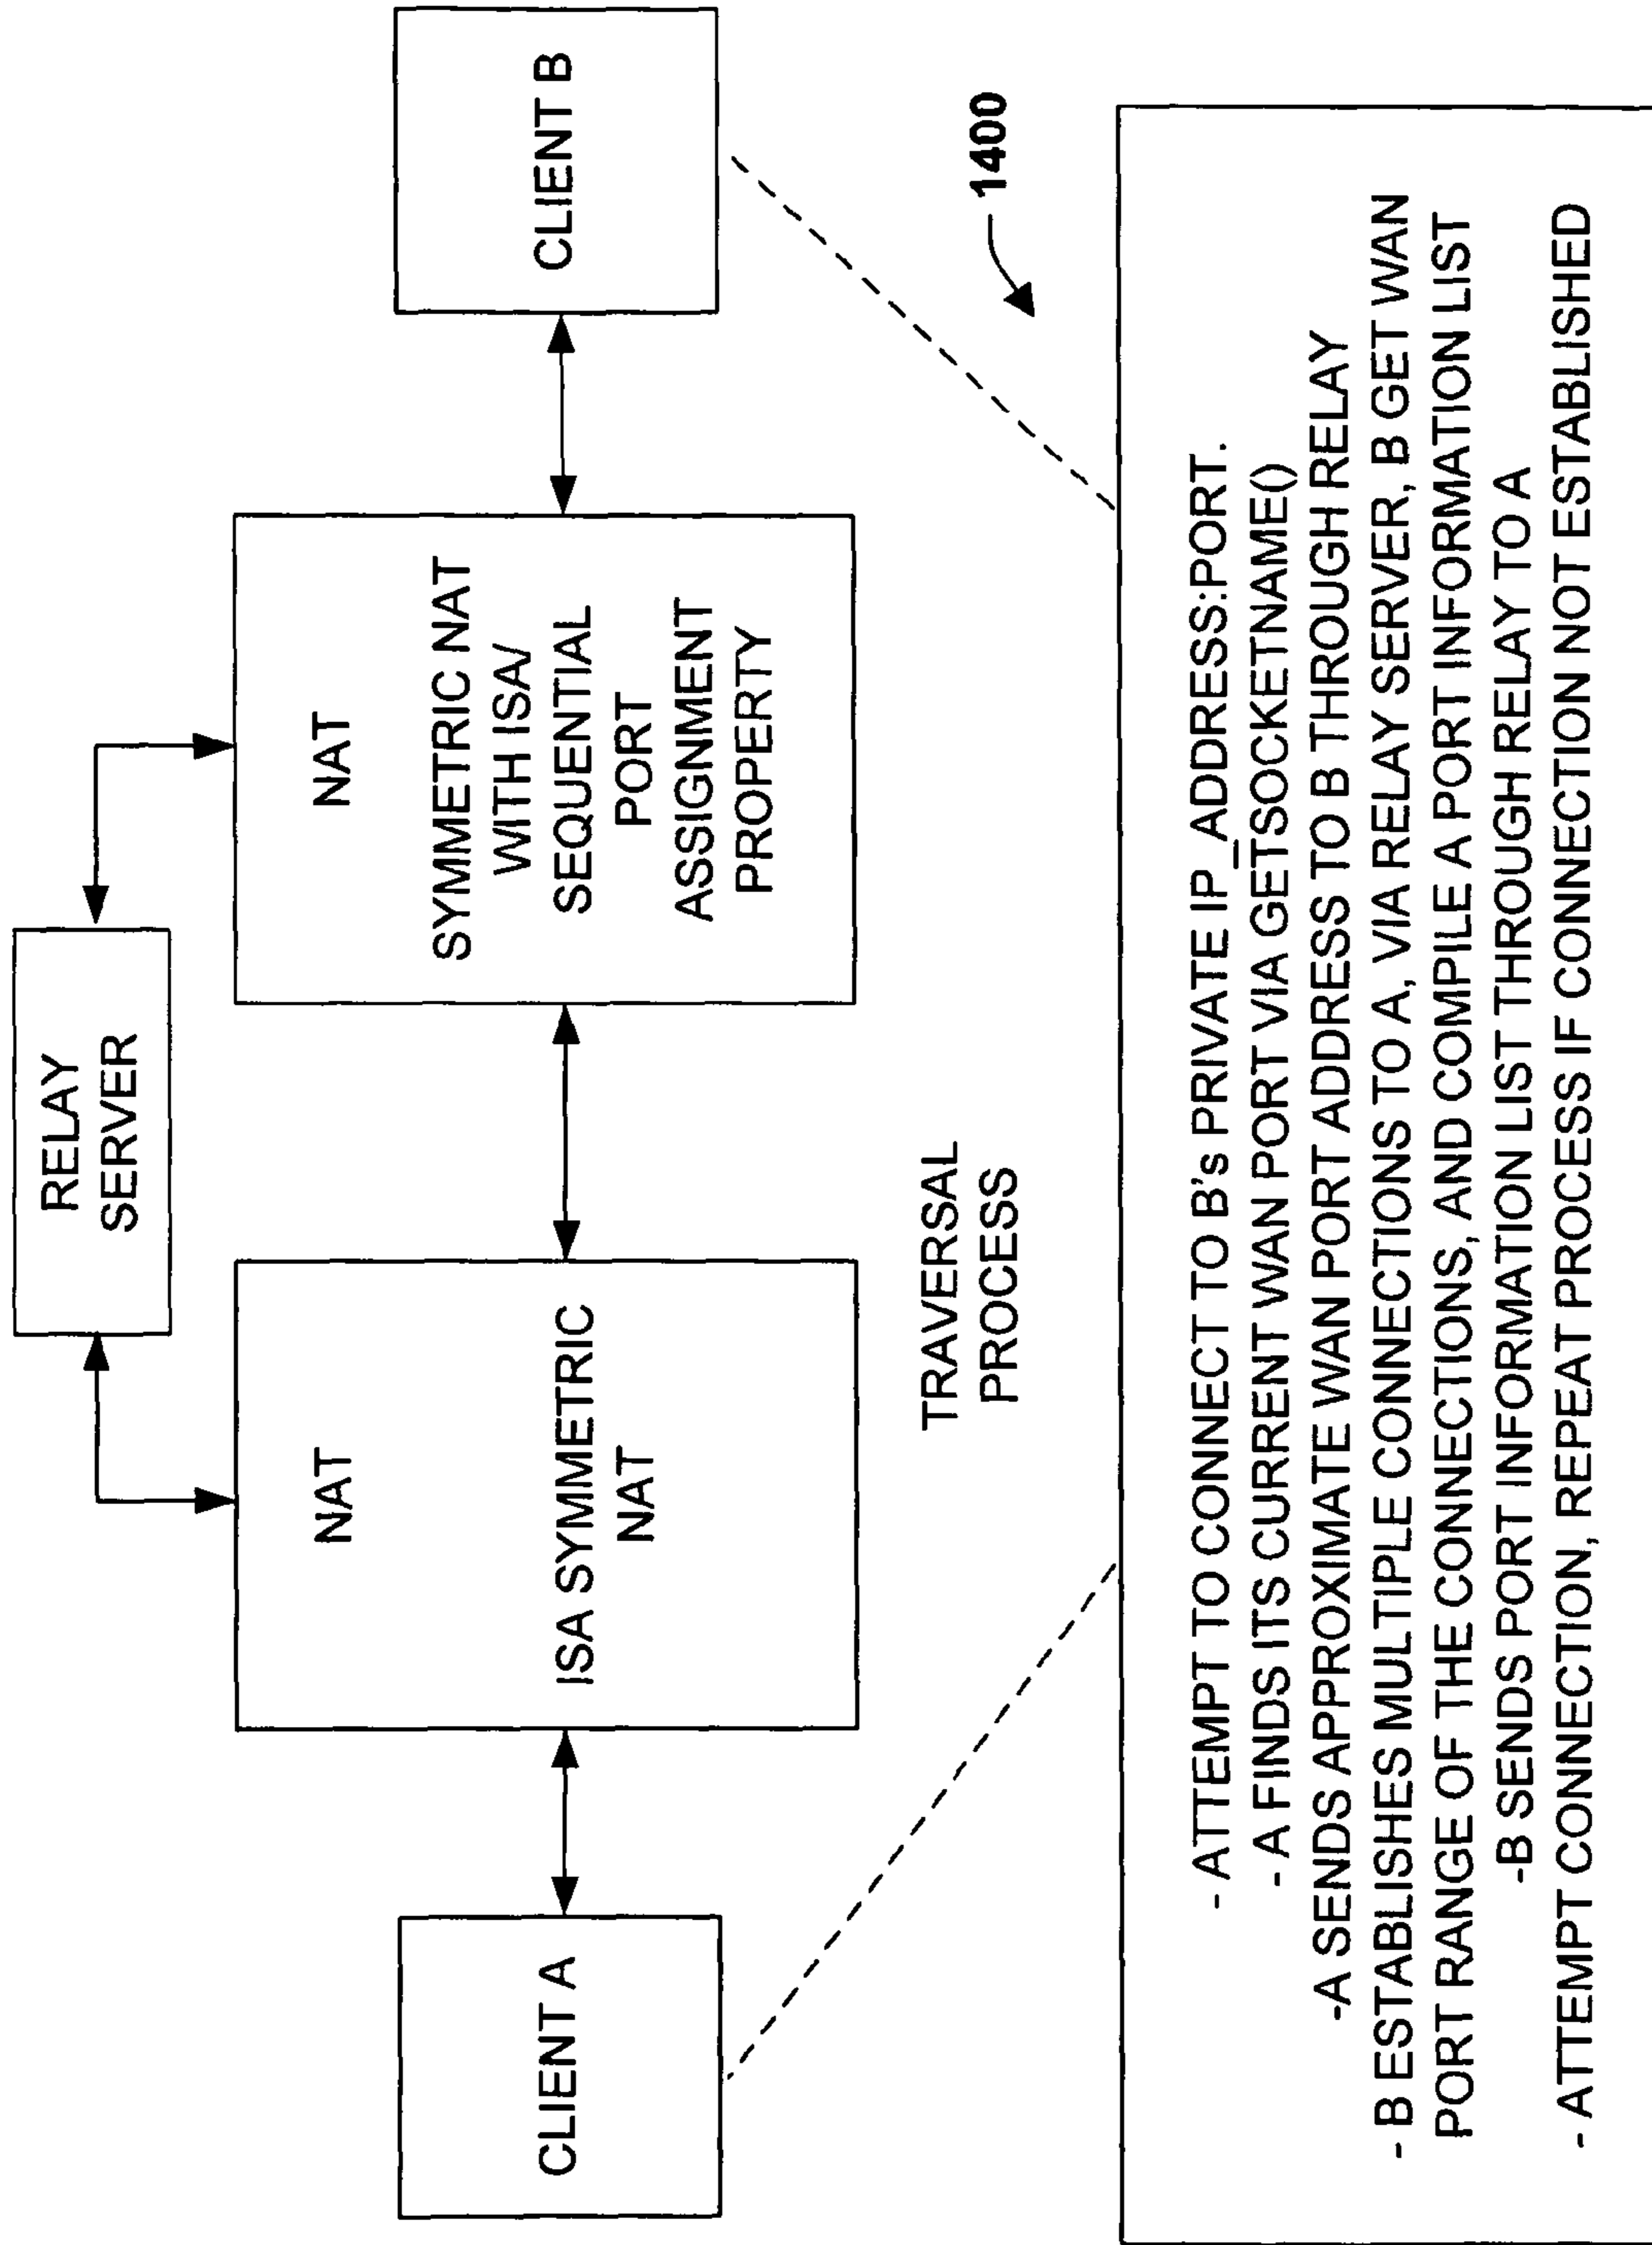 RELAY
SERVER
CLIENT A
NAT
ISA SYMMETRIC
NAT
NAT
SYMMETRIC NAT
WITH ISA/
SEQUENTIAL
PORT
ASSIGNMENT
PROPERTY
CLIENT B
TRAVERSAL
PROCESS
1400
- ATTEMPT TO CONNECT TO B's PRIVATE IP_ADDRESS:PORT.
- A FINDS ITS CURRENT WAN PORT VIA GETSOCKETNAME()
-A SENDS APPROXIMATE WAN PORT ADDRESS TO B THROUGH RELAY
- B ESTABLISHES MULTIPLE CONNECTIONS TO A, VIA RELAY SERVER, B GET WAN
PORT RANGE OF THE CONNECTIONS, AND COMPILE A PORT INFORMATION LIST
-B SENDS PORT INFORMATION LIST THROUGH RELAY TO A
- ATTEMPT CONNECTION, REPEAT PROCESS IF CONNECTION NOT ESTABLISHED